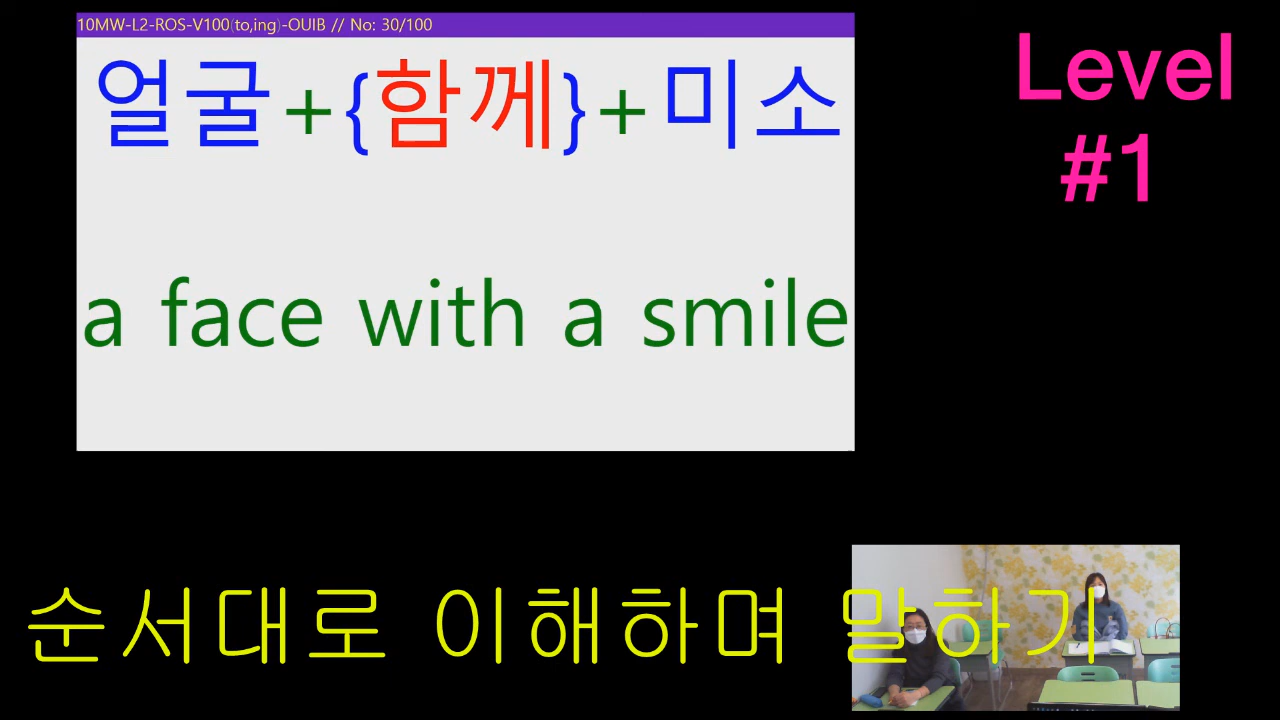 10MW-L2-ROS-V100(to,ing)-OUIB // No: 30/100
얼굴+{함께}+미소
a face with a smile
Level
#1
순서대로 이해하며 말하기